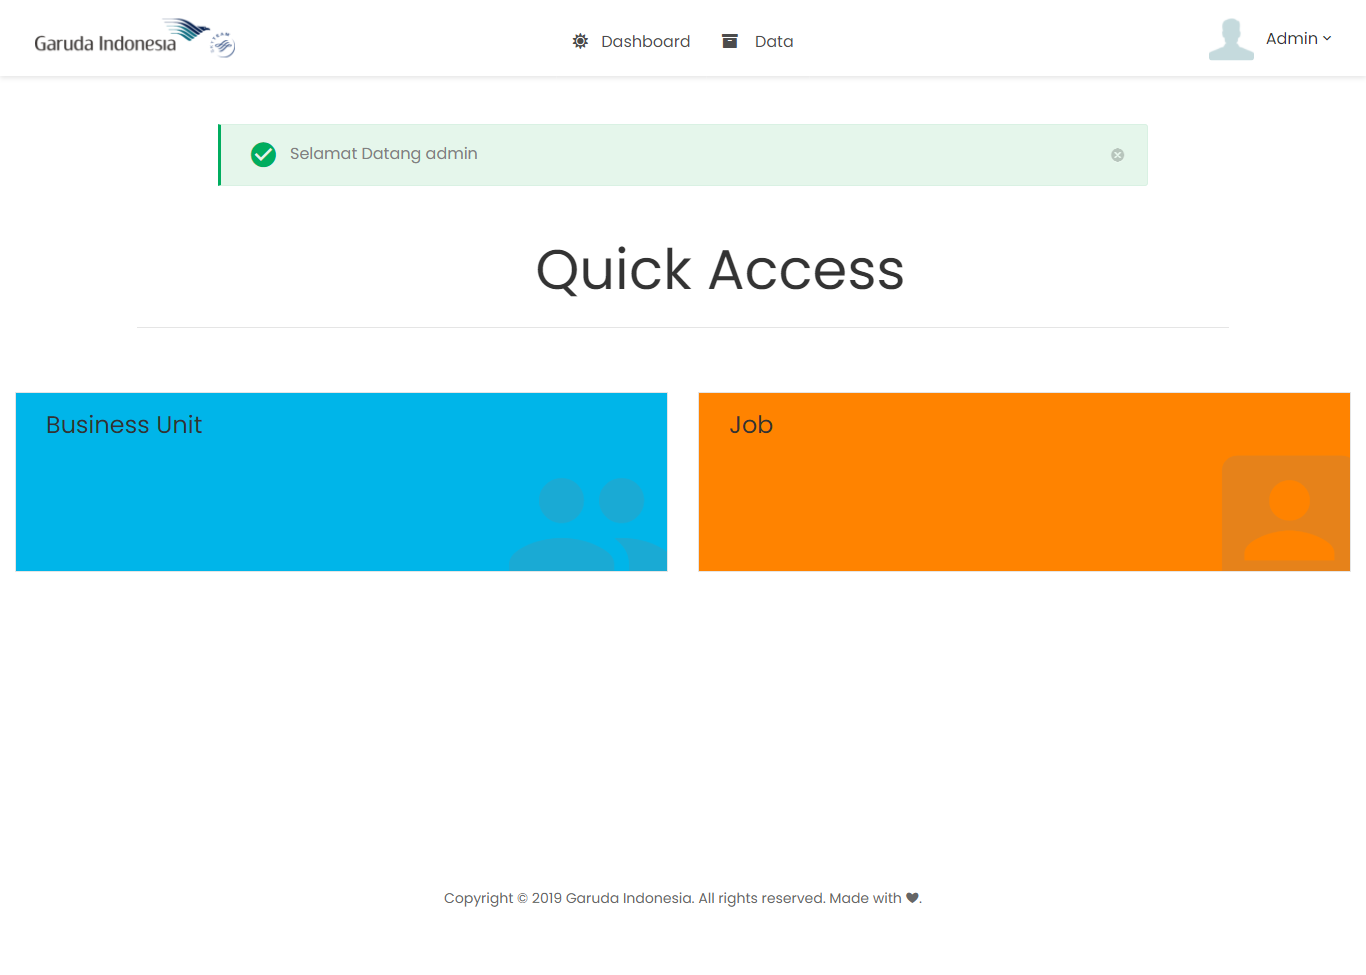 Garuda Indonesia
Dashboard
Data
Admin
Selamat Datang admin
Quick Access
Business Unit
Job
Copyright © 2019 Garuda Indonesia. All rights reserved. Made with ♥.